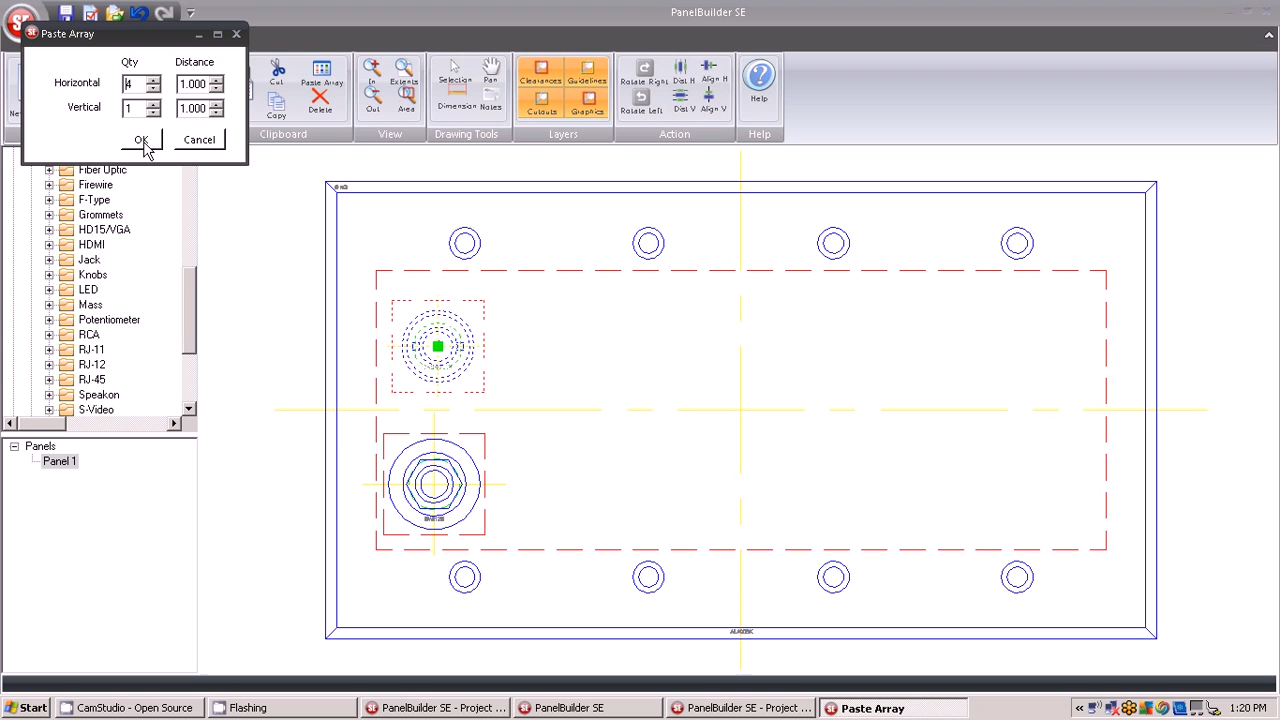 PanelBuilder SE
SE
Paste Array
Qty
Distance
Horizontal
4
1.000
Vertical
1
1.000
OK
Cancel
Cut
Copy
Paste Array
Delete
Clipboard
In
Out
Extents
Area
View
Selection
Pan
Dimension
Notes
Drawing Tools
Clearances
Guidelines
Cutouts
Graphics
Layers
Rotate Right
Dist H
Align H
Rotate Left
Dist V
Align V
Action
Help
Help
Fiber Optic
Firewire
F-Type
Grommets
HD15/VGA
HDMI
Jack
Knobs
LED
Mass
Potentiometer
RCA
RJ-11
RJ-12
RJ-45
Speakon
S-Video
Panels
Panel 1
Start
CamStudio - Open Source
Flashing
PanelBuilder SE - Project ...
PanelBuilder SE
PanelBuilder SE - Project ...
Paste Array
1:20 PM